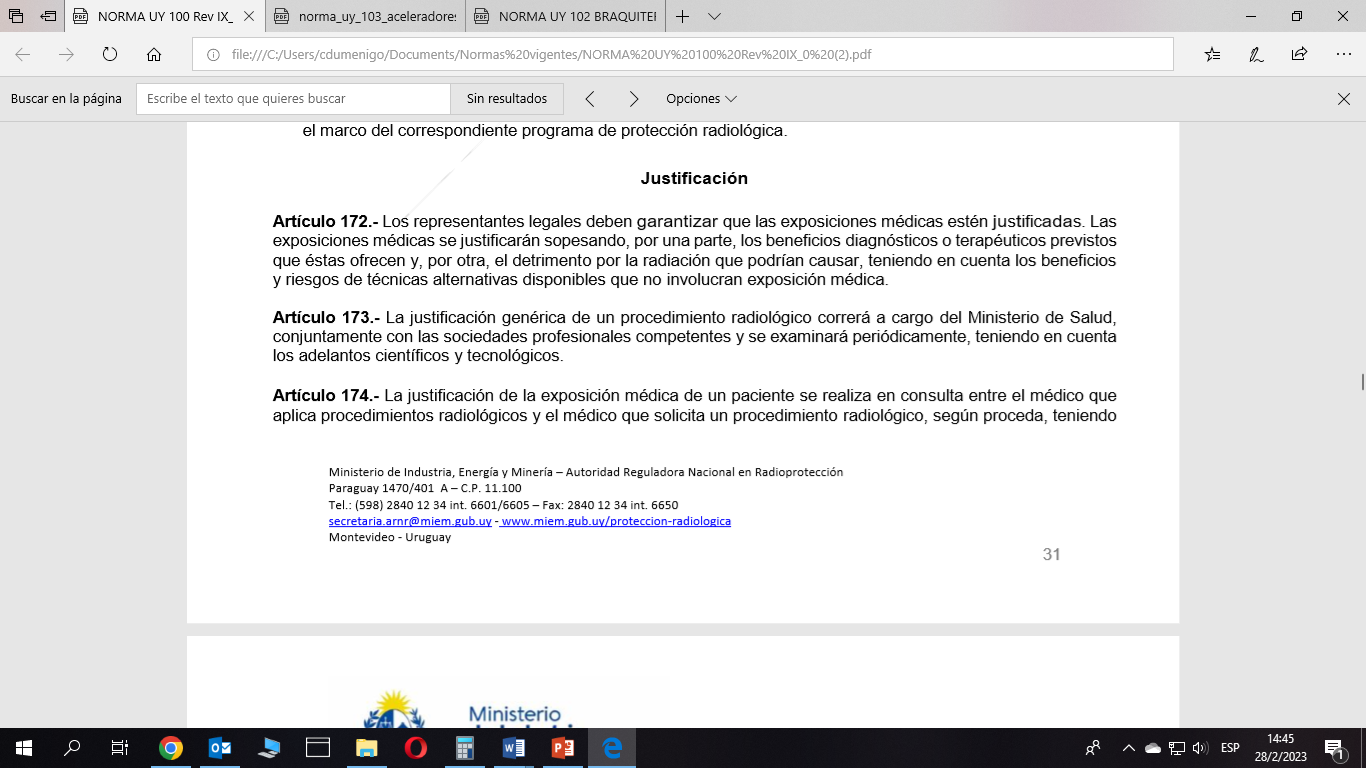 NORMA UY 100 Rev IX_
norma_uy_103_aceleradores
NORMA UY 102 BRAQUITEI
file:///C:/Users/cdumenigo/Documents/Normas%20vigentes/NORMA%20UY%20100%20Rev%20IX_0%20(2).pdf
Buscar en la página
Escribe el texto que quieres buscar
Sin resultados
Opciones
el marco del correspondiente programa de protección radiológica.
Justificación
Artículo 172.- Los representantes legales deben garantizar que las exposiciones médicas estén justificadas. Las
exposiciones médicas se justificarán sopesando, por una parte, los beneficios diagnósticos o terapéuticos previstos
que éstas ofrecen y, por otra, el detrimento por la radiación que podrían causar, teniendo en cuenta los beneficios
y riesgos de técnicas alternativas disponibles que no involucran exposición médica.
Artículo 173.- La justificación genérica de un procedimiento radiológico correrá a cargo del Ministerio de Salud,
conjuntamente con las sociedades profesionales competentes y se examinará periódicamente, teniendo en cuenta
los adelantos científicos y tecnológicos.
Artículo 174.- La justificación de la exposición médica de un paciente se realiza en consulta entre el médico que
aplica procedimientos radiológicos y el médico que solicita un procedimiento radiológico, según proceda, teniendo
Ministerio de Industria, Energía y Minería – Autoridad Reguladora Nacional en Radioprotección
Paraguay 1470/401 A – C.P. 11.100
Tel.: (598) 2840 12 34 int. 6601/6605 – Fax: 2840 12 34 int. 6650
secretaria.arnr@miem.gub.uy - www.miem.gub.uy/proteccion-radiologica
Montevideo - Uruguay
31
Ministerio
ESP
14:45
28/2/2023
1